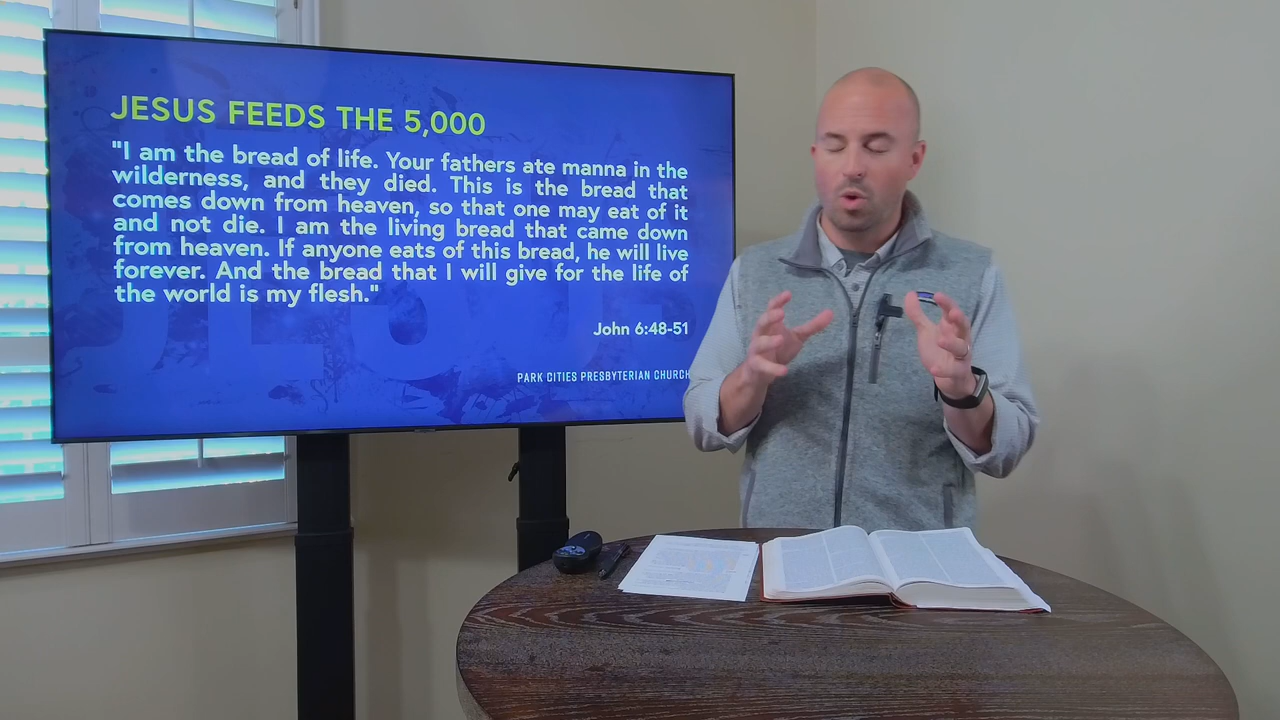 JESUS FEEDS THE 5,000
"I am the bread of life. Your fathers ate manna in the
wilderness, and they died. This is the bread that
comes down from heaven, so that one may eat of it
and not die. I am the living bread that came down
from heaven. If anyone eats of this bread, he will live
forever. And the bread that I will give for the life of
the world is my flesh."
John 6:48-51
PARK CITIES PRESBYTERIAN CHURCH